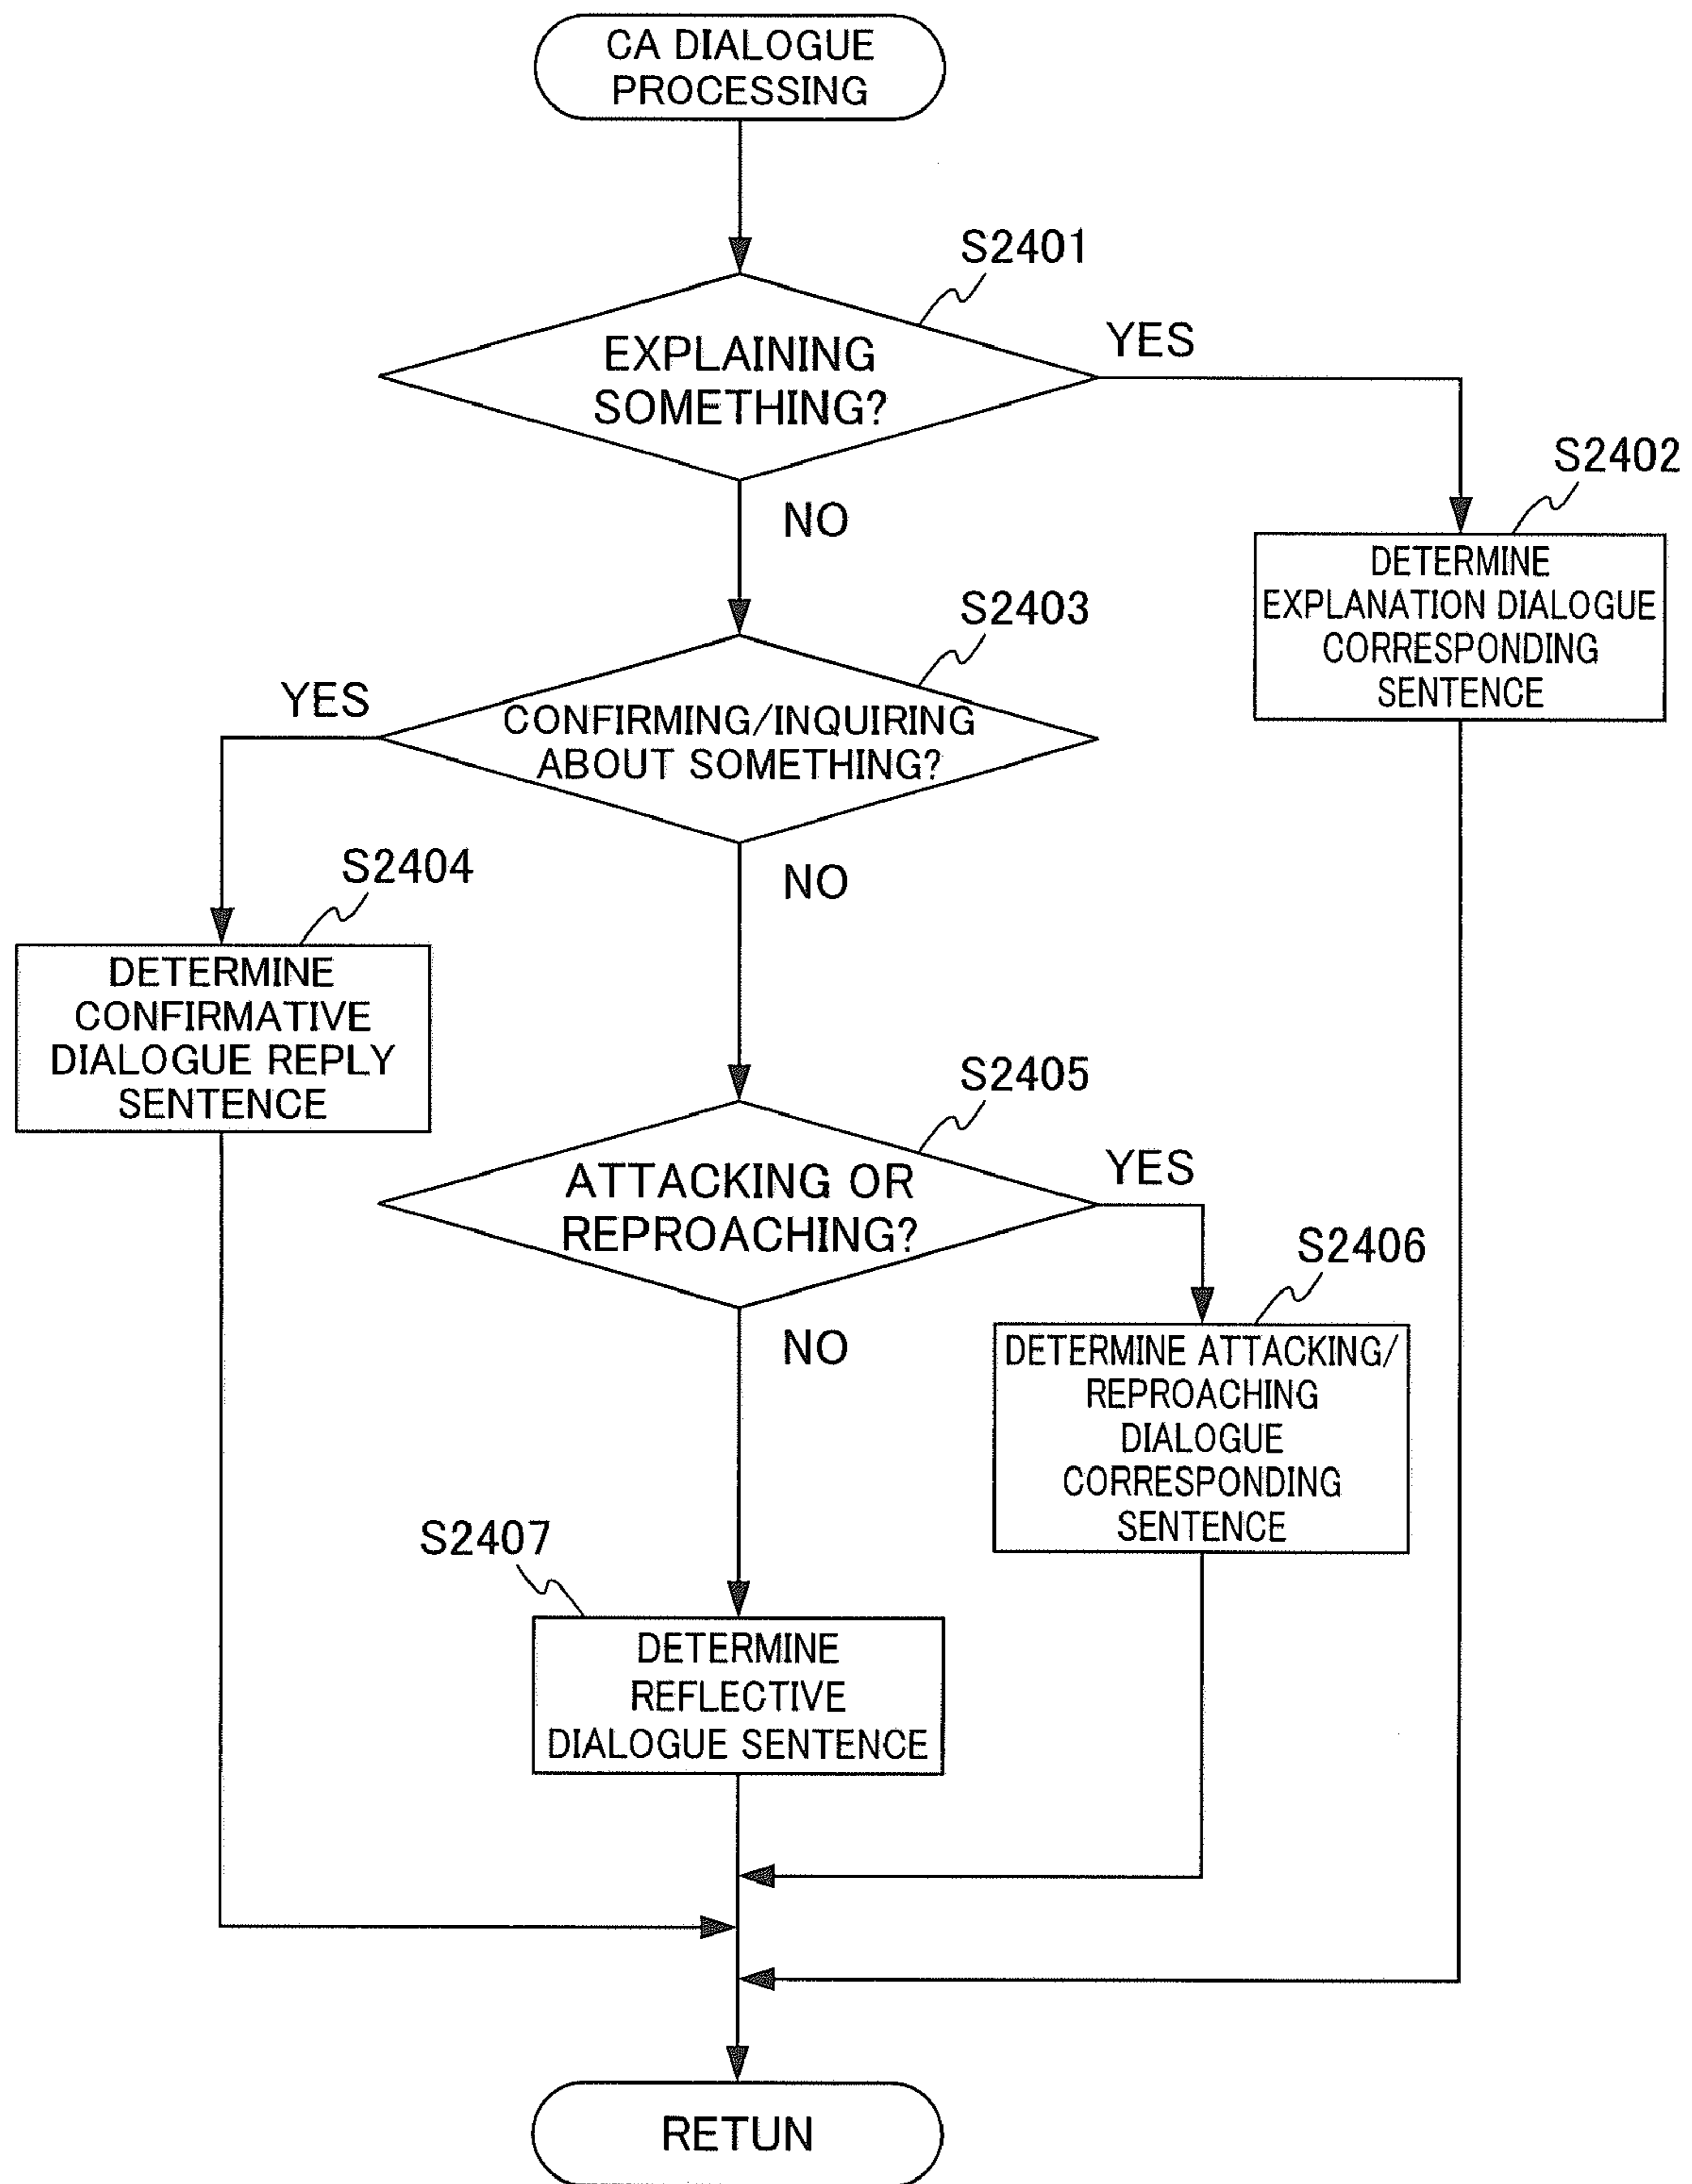 CA DIALOGUE
PROCESSING
S2401
EXPLAINING
SOMETHING?
YES
NO
S2402
DETERMINE
EXPLANATION DIALOGUE
CORRESPONDING
SENTENCE
S2403
CONFIRMING/INQUIRING
ABOUT SOMETHING?
YES
NO
S2404
DETERMINE
CONFIRMATIVE
DIALOGUE REPLY
SENTENCE
S2405
ATTACKING OR
REPROACHING?
YES
NO
S2406
DETERMINE ATTACKING/
REPROACHING
DIALOGUE
CORRESPONDING
SENTENCE
S2407
DETERMINE
REFLECTIVE
DIALOGUE SENTENCE
RETUN